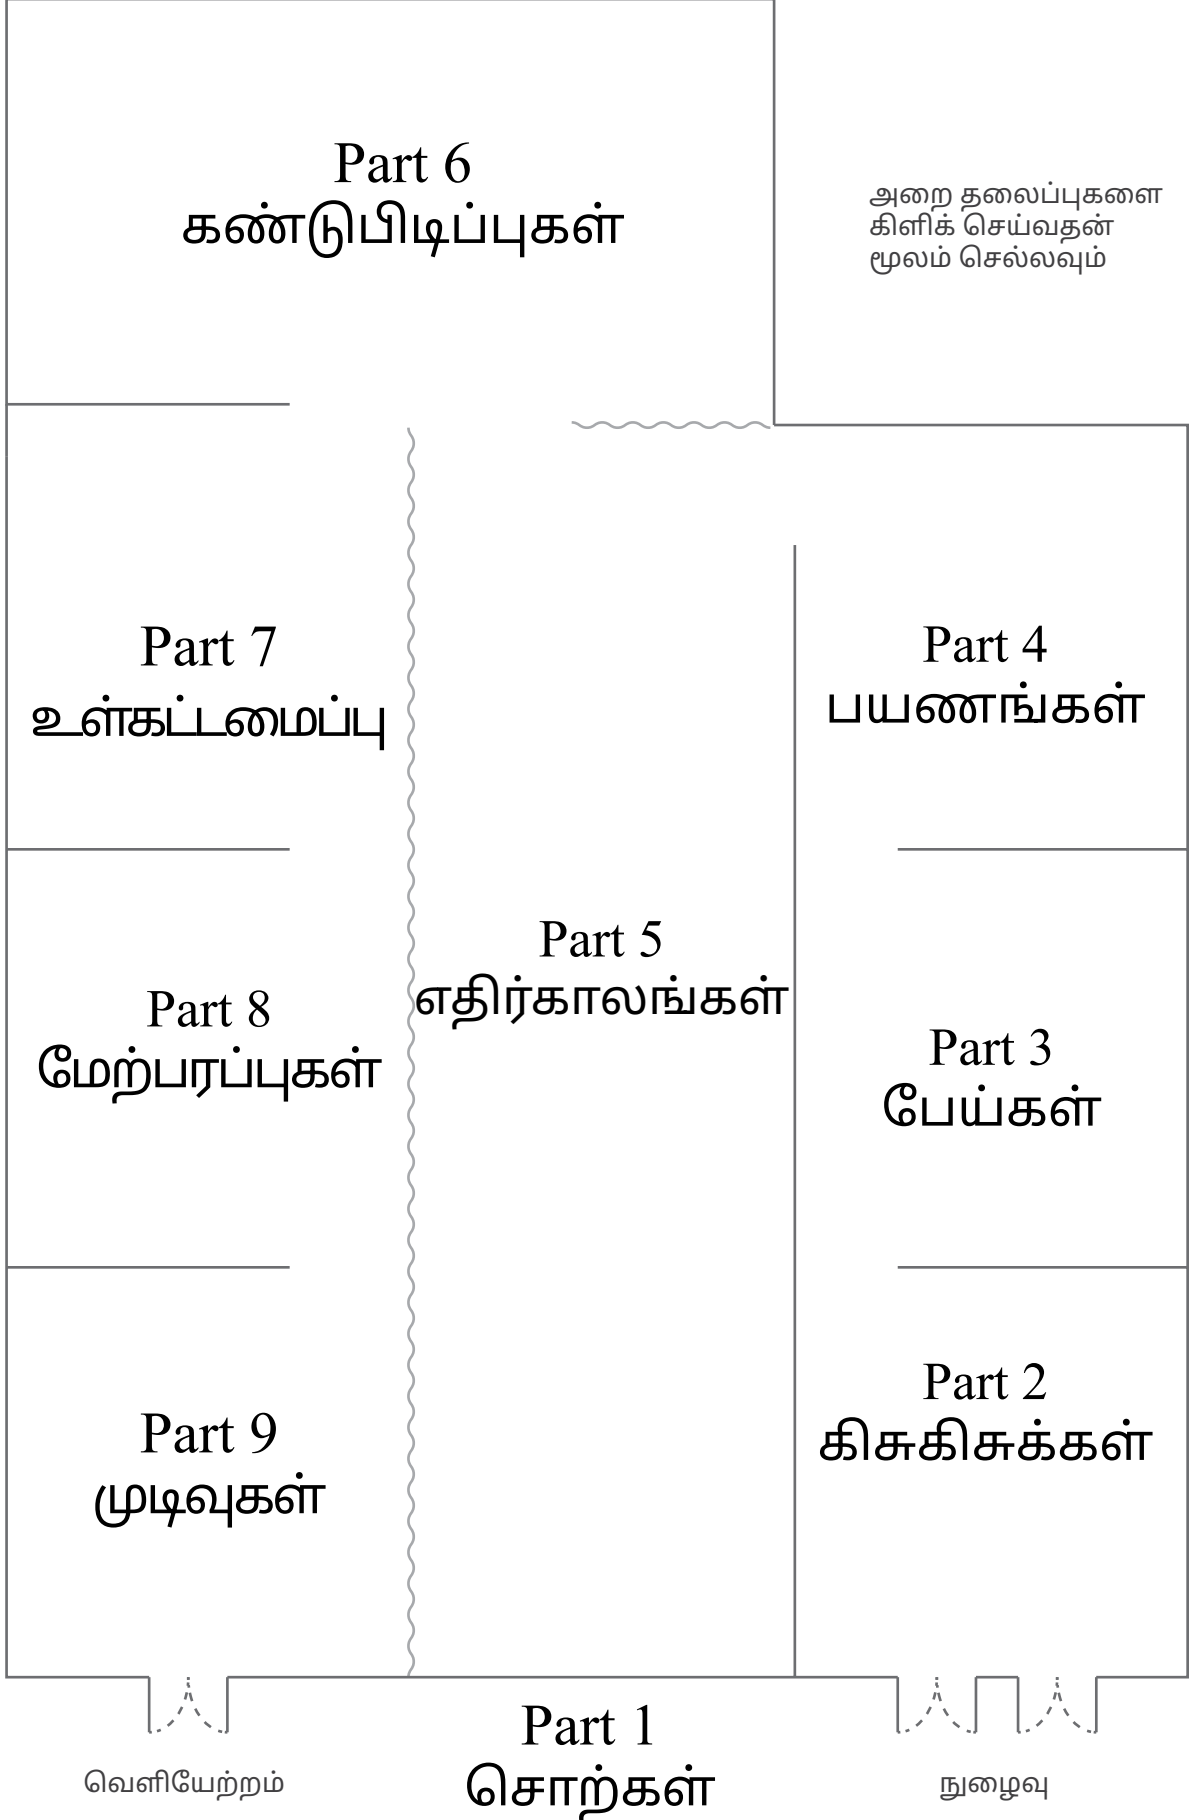 Part 6
கண்டுபிடிப்புகள்
அறை தலைப்புகளை
கிளிக் செய்வதன்
மூலம் செல்லவும்
Part 7
உள்கட்டமைப்பு
Part 4
பயணங்கள்
Part 5
எதிர்காலங்கள்
Part 8
மேற்பரப்புகள்
Part 3
பேய்கள்
Part 9
முடிவுகள்
Part 2
கிசுகிசுக்கள்
Part 1
சொற்கள்
வெளியேற்றம்
நுழைவு